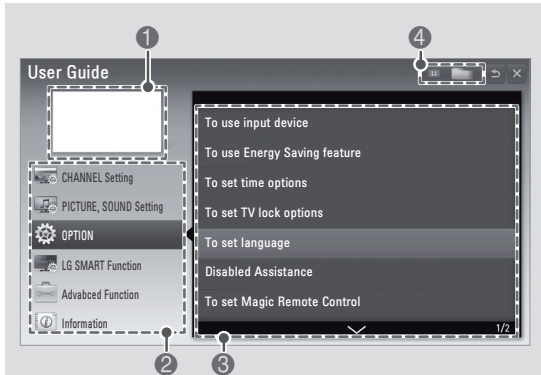 1
4
User Guide
To use input device
To use Energy Saving feature
To set time options
To set TV lock options
To set language
Disabled Assistance
To set Magic Remote Control
1/2
CHANNEL Setting
PICTURE, SOUND Setting
OPTION
LG SMART Function
Advabced Function
Information
2
3